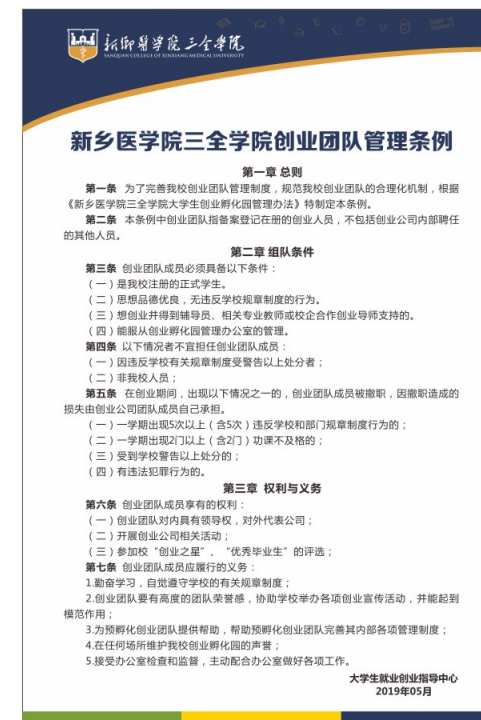 新乡医学院三全学院
SANQUAN COLLEGE OF XINXIANG MEDICAL UNIVERSITY
新乡医学院三全学院创业团队管理条例
第一章 总则
第一条 为了完善我校创业团队管理制度，规范我校创业团队的合理化机制，根据
《新乡医学院三全学院大学生创业孵化园管理办法》特制定本条例。
第二条 本条例中创业团队指备案登记在册的创业人员，不包括创业公司内部聘任
的其他人员。
第二章 组队条件
第三条 创业团队成员必须具备以下条件：
（一）是我校注册的正式学生。
（二）思想品德优良，无违反学校规章制度的行为。
（三）想创业并得到辅导员、相关专业教师或校企合作创业导师支持的。
（四）能服从创业孵化园管理办公室的管理。
第四条 以下情况者不宜担任创业团队成员：
（一）因违反学校有关规章制度受警告以上处分者；
（二）非我校人员；
第五条 在创业期间，出现以下情况之一的，创业团队成员被撤职，因撤职造成的
损失由创业公司团队成员自己承担。
（一）一学期出现5次以上（含5次）违反学校和部门规章制度行为的；
（二）一学期出现2门以上（含2门）功课不及格的；
（三）受到学校警告以上处分的；
（四）有违法犯罪行为的。
第三章 权利与义务
第六条 创业团队成员享有的权利：
（一）创业团队对内具有领导权，对外代表公司；
（二）开展创业公司相关活动；
（三）参加校“创业之星”、“优秀毕业生”的评选；
第七条 创业团队成员应履行的义务：
1.勤奋学习，自觉遵守学校的有关规章制度；
2.创业团队要有高度的团队荣誉感，协助学校举办各项创业宣传活动，并能起到
模范作用；
3.为预孵化创业团队提供帮助，帮助预孵化创业团队完善其内部各项管理制度；
4.在任何场所维护我校创业孵化园的声誉；
5.接受办公室检查和监督，主动配合办公室做好各项工作。
大学生就业创业指导中心
2019年05月